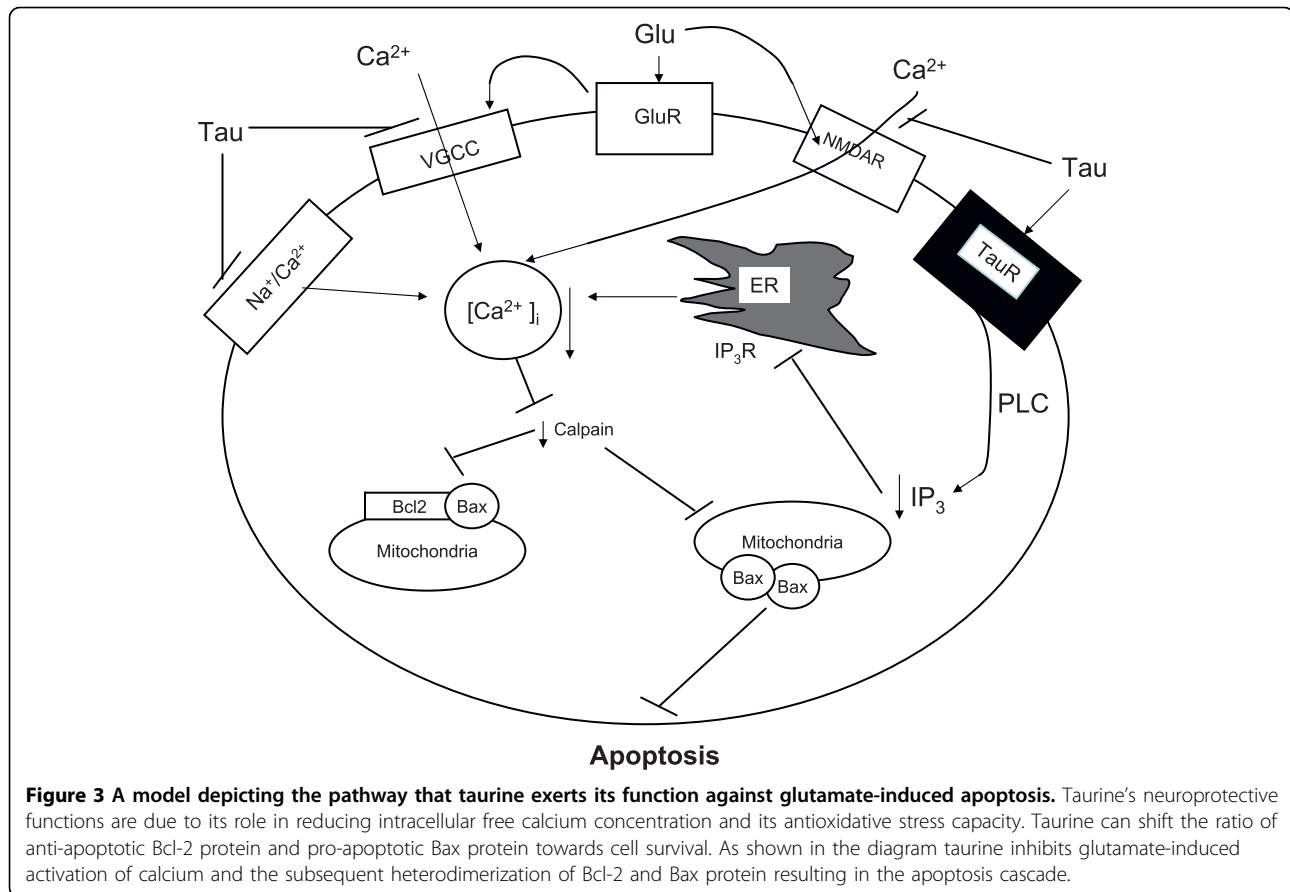 Glu
Ca²⁺
Ca²⁺
GluR
Tau
VGCC
NMDAR
Tau
TauR
Na⁺/Ca²⁺
ER
[Ca²⁺ ]ᵢ
IP₃R
PLC
Calpain
IP₃
Bcl2
Bax
Mitochondria
Mitochondria
Bax
Bax
Apoptosis
Figure 3 A model depicting the pathway that taurine exerts its function against glutamate-induced apoptosis. Taurine's neuroprotective
functions are due to its role in reducing intracellular free calcium concentration and its antioxidative stress capacity. Taurine can shift the ratio of
anti-apoptotic Bcl-2 protein and pro-apoptotic Bax protein towards cell survival. As shown in the diagram taurine inhibits glutamate-induced
activation of calcium and the subsequent heterodimerization of Bcl-2 and Bax protein resulting in the apoptosis cascade.